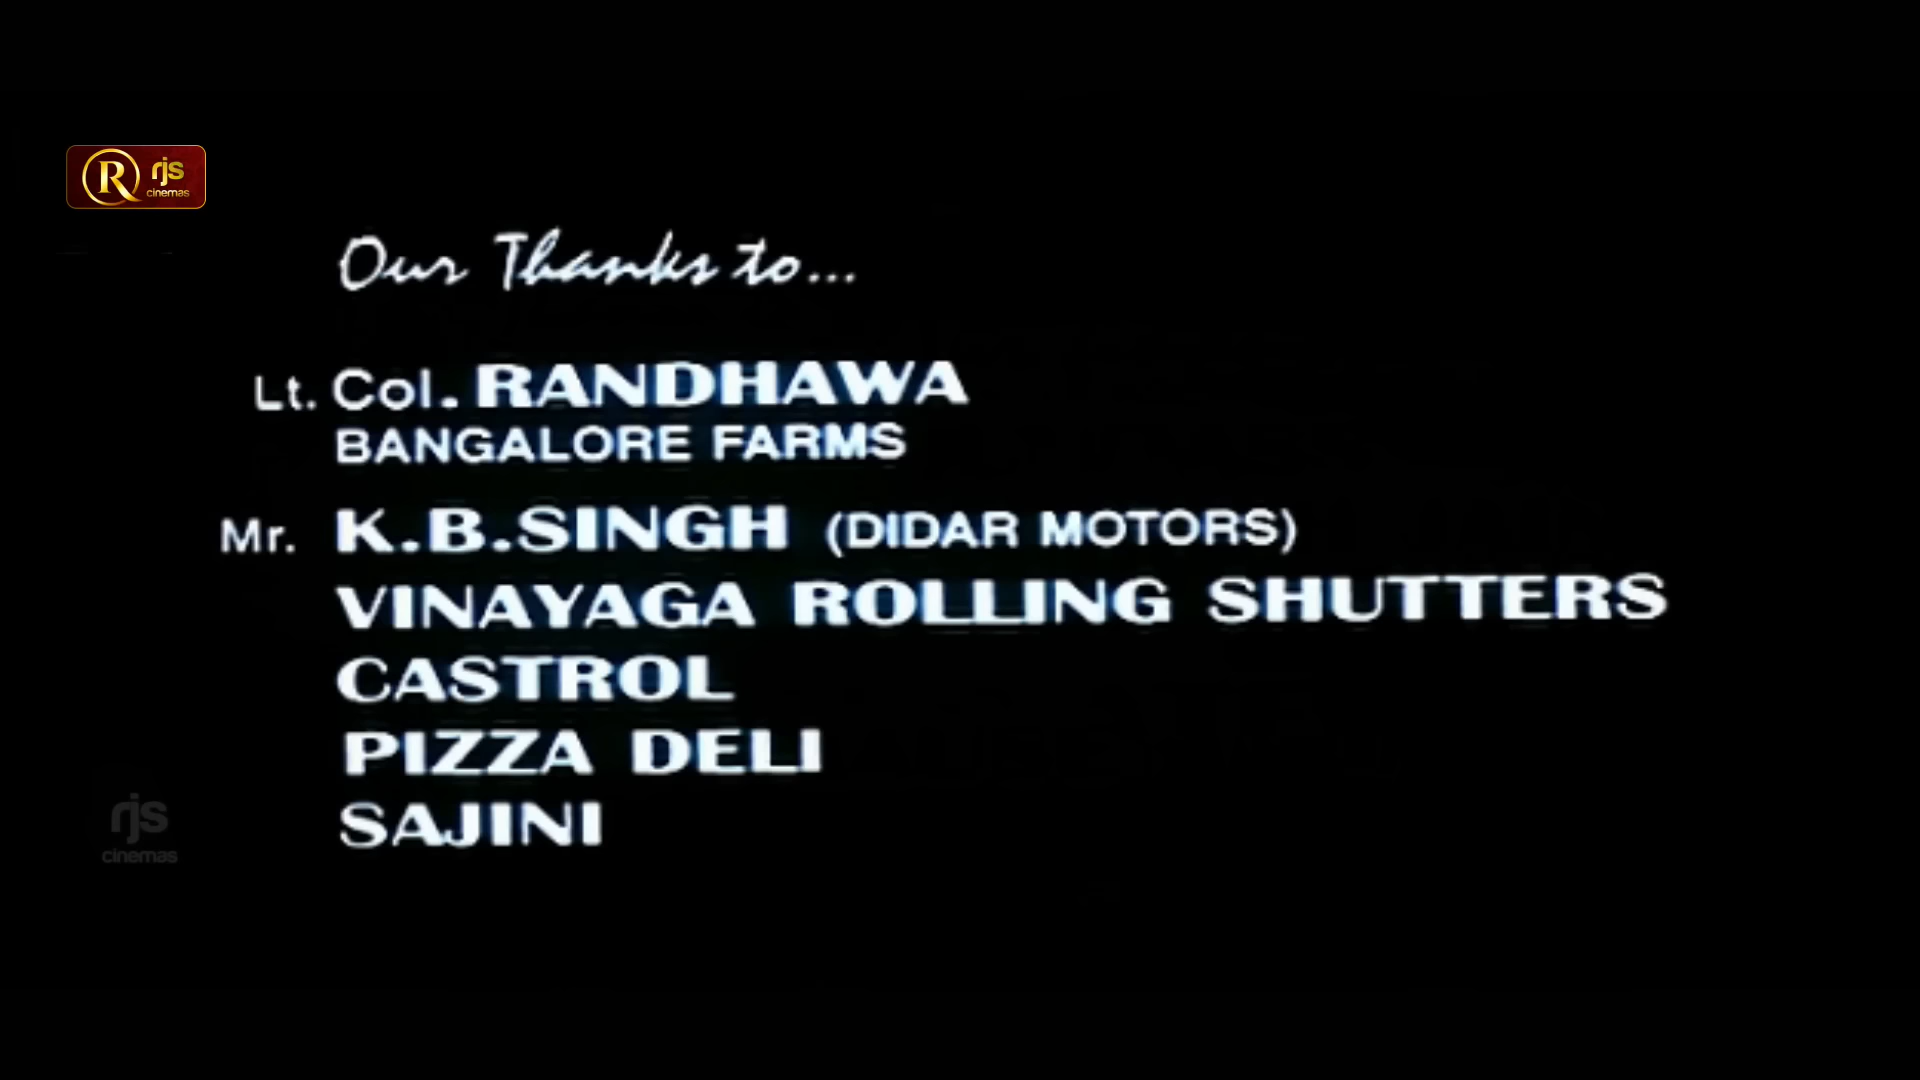 R rjs
cinemas
Our Thanks to...
Lt. Col. RANDHAWA
BANGALORE FARMS
Mr. K.B.SINGH (DIDAR MOTORS)
VINAYAGA ROLLING SHUTTERS
CASTROL
PIZZA DELI
SAJINI
rjs
cinemas